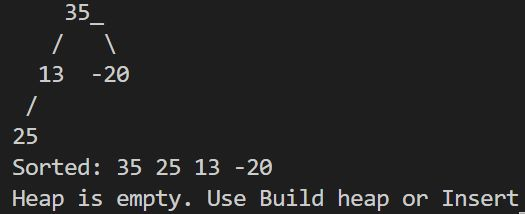 35_
/ \
13 -20
/
25
Sorted: 35 25 13 -20
Heap is empty. Use Build heap or Insert